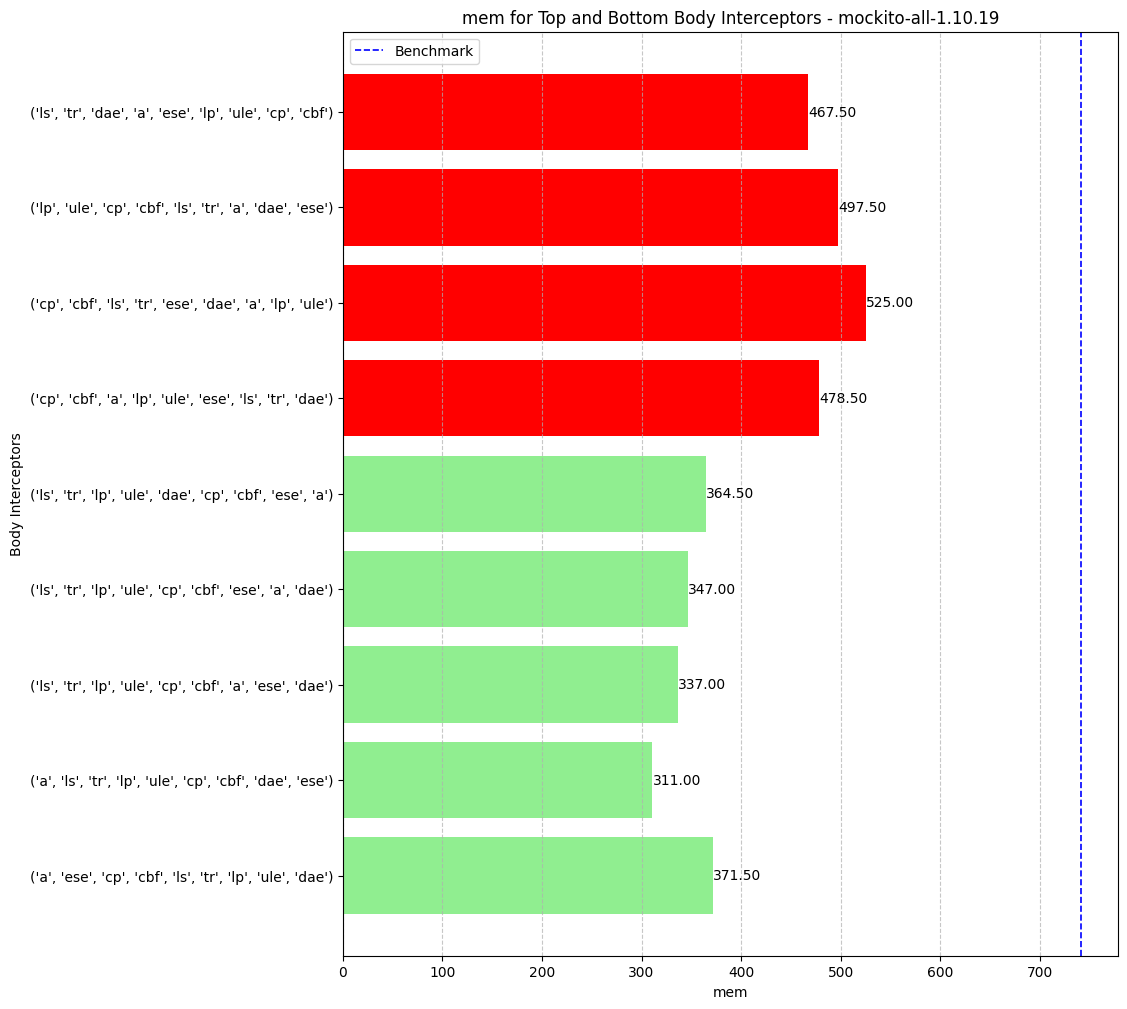 mem for Top and Bottom Body Interceptors - mockito-all-1.10.19
Benchmark
('ls', 'tr', 'dae', 'a', 'ese', 'lp', 'ule', 'cp', 'cbf')
467.50
('lp', 'ule', 'cp', 'cbf', 'ls', 'tr', 'a', 'dae', 'ese')
497.50
('cp', 'cbf', 'ls', 'tr', 'ese', 'dae', 'a', 'lp', 'ule')
525.00
('cp', 'cbf', 'a', 'lp', 'ule', 'ese', 'ls', 'tr', 'dae')
478.50
('ls', 'tr', 'lp', 'ule', 'dae', 'cp', 'cbf', 'ese', 'a')
364.50
('ls', 'tr', 'lp', 'ule', 'cp', 'cbf', 'ese', 'a', 'dae')
347.00
('ls', 'tr', 'lp', 'ule', 'cp', 'cbf', 'a', 'ese', 'dae')
337.00
('a', 'ls', 'tr', 'lp', 'ule', 'cp', 'cbf', 'dae', 'ese')
311.00
('a', 'ese', 'cp', 'cbf', 'ls', 'tr', 'lp', 'ule', 'dae')
371.50
Body Interceptors
0 100 200 300 400 500 600 700
mem